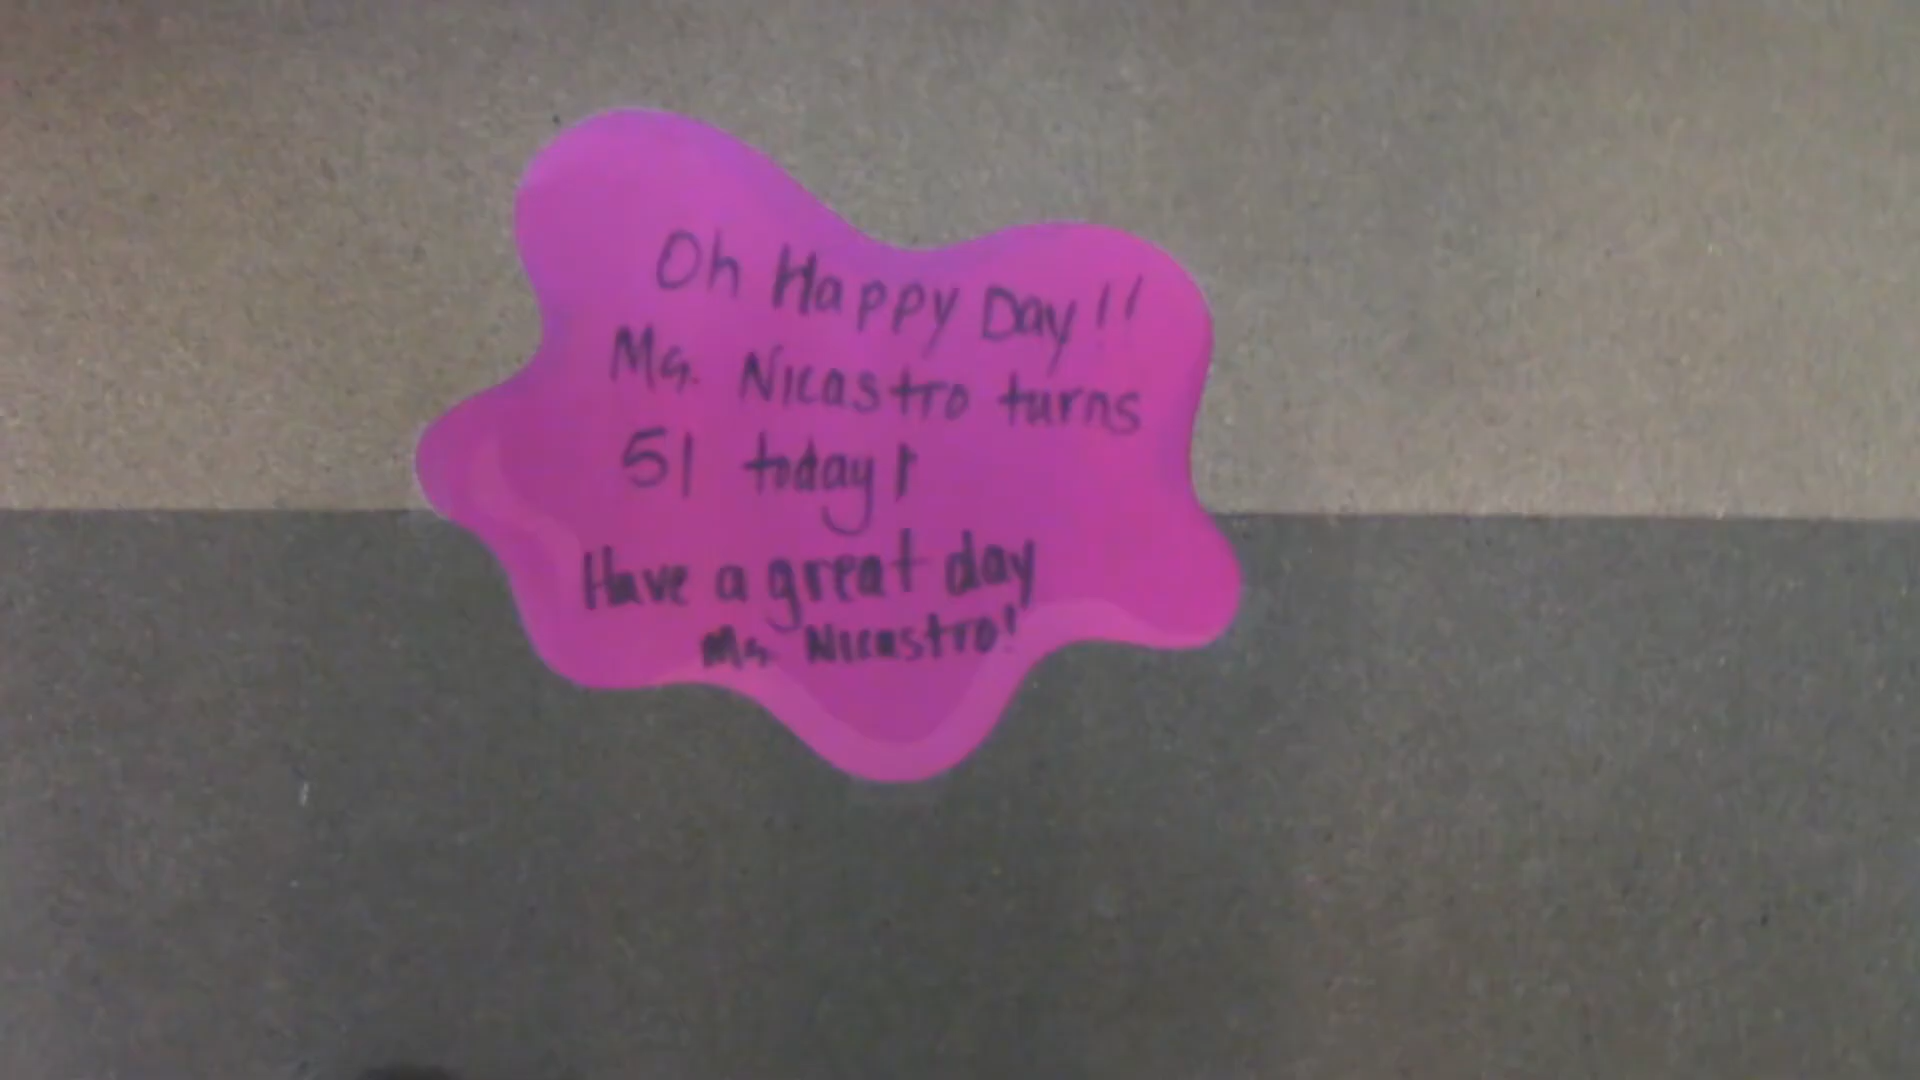 Oh Happy Day!!
Ms. Nicastro turns
51 today!
Have a great day
Ms. Nicastro!